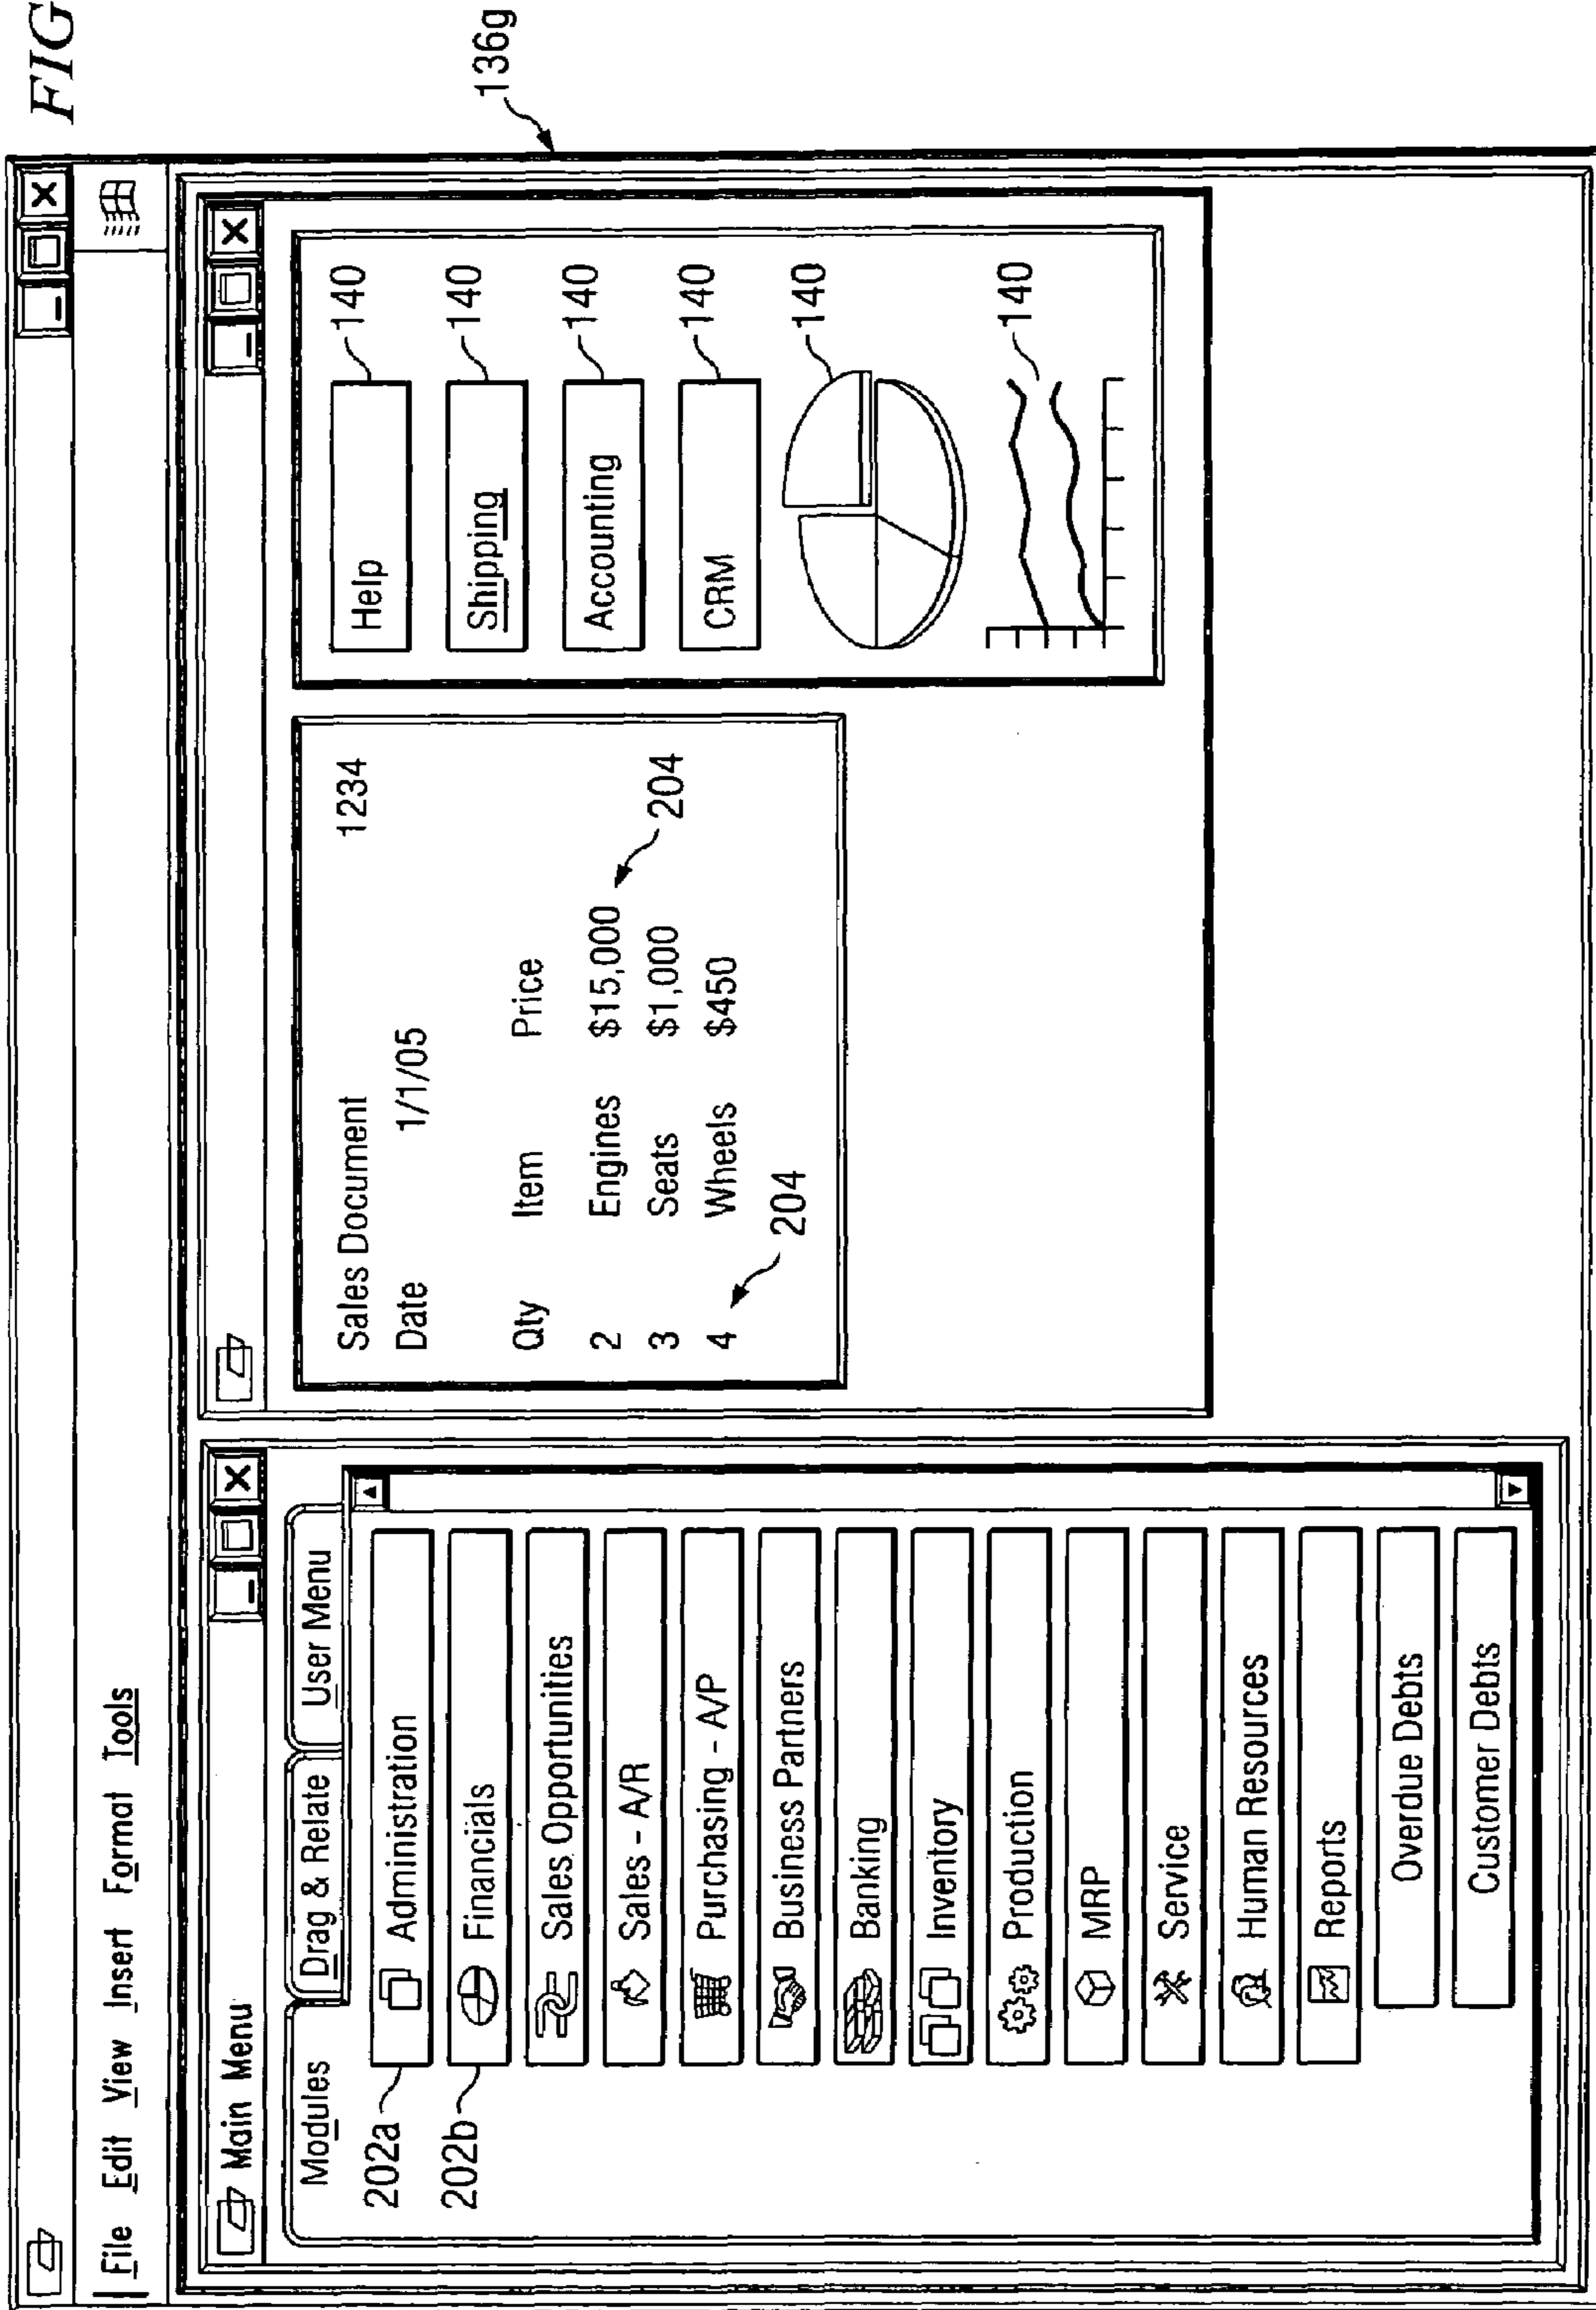 FIG
136g
File Edit View Insert Format Tools
Main Menu
Modules Drag & Relate User Menu
202a Administration
202b Financials
Sales Opportunities
Sales - A/R
Purchasing - A/P
Business Partners
Banking
Inventory
Production
MRP
Service
Human Resources
Reports
Overdue Debts
Customer Debts
Sales Document 1234
Date 1/1/05
Qty Item Price
2 Engines $15,000
3 Seats $1,000 204
4 Wheels $450
204
Help 140
Shipping 140
Accounting 140
CRM 140
140
140